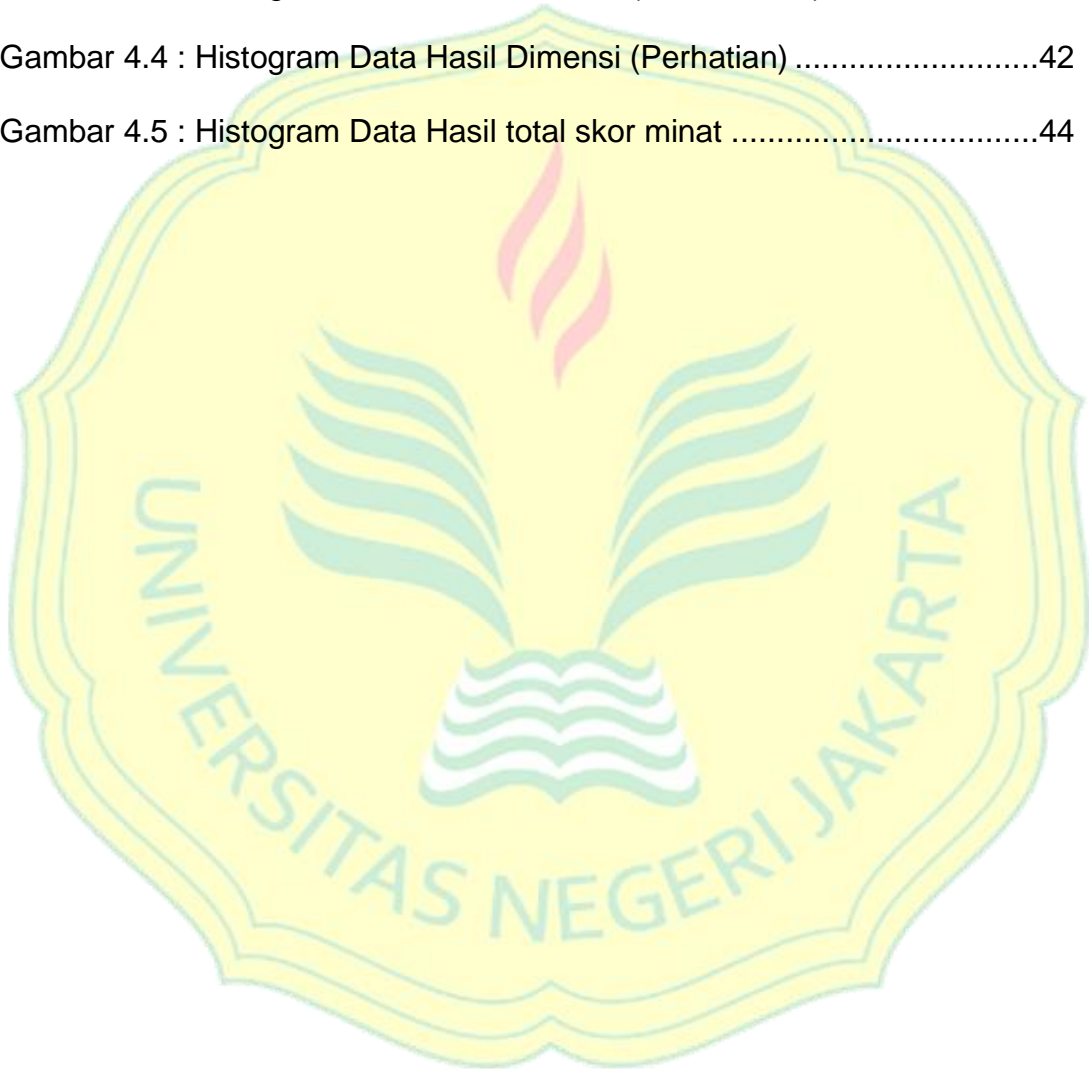 Gambar 4.4 : Histogram Data Hasil Dimensi (Perhatian) ...........................42
Gambar 4.5 : Histogram Data Hasil total skor minat ..................................44
UNIVERSITAS NEGERI JAKARTA